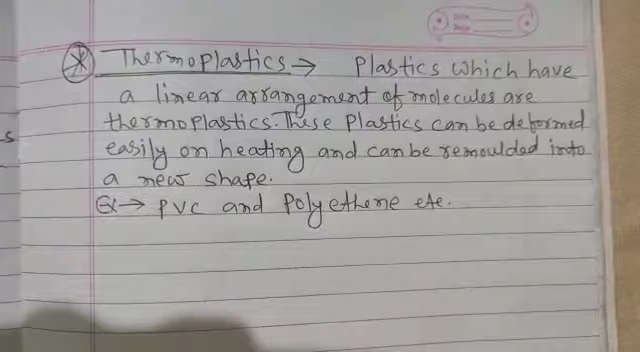 * Thermoplastics → Plastics which have
a linear arrangement of molecules are
thermoplastics. These plastics can be deformed
easily on heating and can be remoulded into
a new shape.
Ex → PVC and Polyethene etc.
s